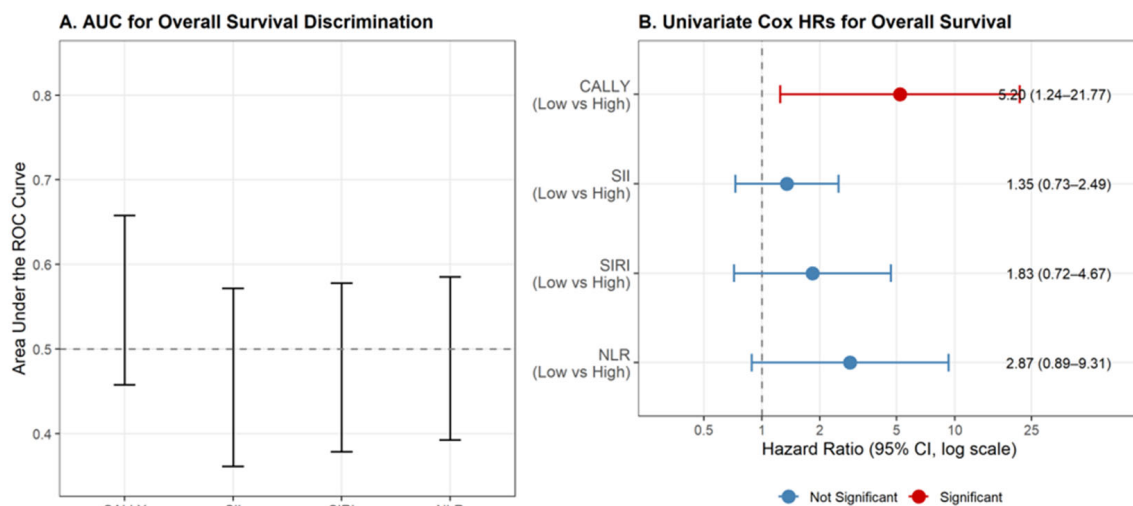 A. AUC for Overall Survival Discrimination
Area Under the ROC Curve
0.8
0.7
0.6
0.5
0.4
B. Univariate Cox HRs for Overall Survival
CALLY
(Low vs High)
5.20 (1.24–21.77)
SII
(Low vs High)
1.35 (0.73–2.49)
SIRI
(Low vs High)
1.83 (0.72–4.67)
NLR
(Low vs High)
2.87 (0.89–9.31)
0.5 1 2 5 10 25
Hazard Ratio (95% CI, log scale)
Not Significant Significant